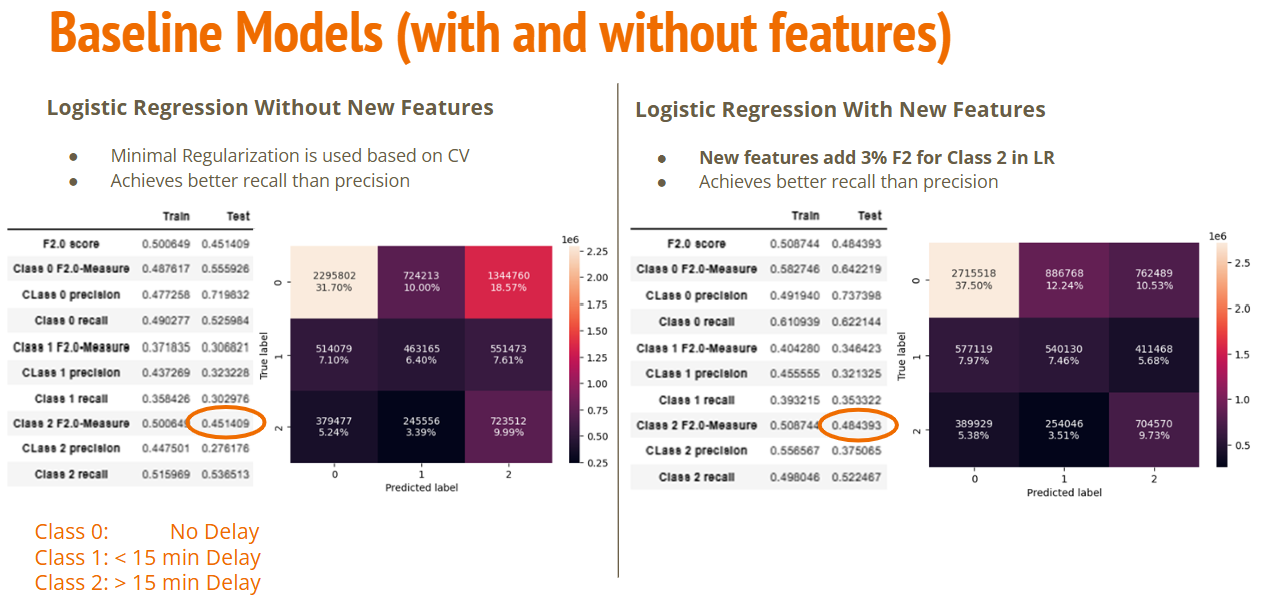 Baseline Models (with and without features)
Logistic Regression Without New Features
● Minimal Regularization is used based on CV
● Achieves better recall than precision
Train Test
F2.0 score 0.500649 0.451409
Class 0 F2.0-Measure 0.487617 0.555926
CLass 0 precision 0.477258 0.719832
Class 0 recall 0.490277 0.525984
Class 1 F2.0-Measure 0.371835 0.306821
CLass 1 precision 0.437269 0.323228
Class 1 recall 0.358426 0.302976
Class 2 F2.0-Measure 0.500649 0.451409
CLass 2 precision 0.447501 0.276176
Class 2 recall 0.515969 0.536513
1e6
2295802 724213 1344760
31.70% 10.00% 18.57%
514079 463165 551473
7.10% 6.40% 7.61%
379477 245556 723512
5.24% 3.39% 9.99%
0
1
2
True label
0 1 2
Predicted label
2.25
2.00
1.75
1.50
1.25
1.00
0.75
0.50
0.25
Class 0: No Delay
Class 1: < 15 min Delay
Class 2: > 15 min Delay
Logistic Regression With New Features
● New features add 3% F2 for Class 2 in LR
● Achieves better recall than precision
Train Test
F2.0 score 0.508744 0.484393
Class 0 F2.0-Measure 0.582746 0.642219
CLass 0 precision 0.491940 0.737398
Class 0 recall 0.610939 0.622144
Class 1 F2.0-Measure 0.404280 0.346423
CLass 1 precision 0.455555 0.321325
Class 1 recall 0.393215 0.353322
Class 2 F2.0-Measure 0.508744 0.484393
CLass 2 precision 0.556567 0.375065
Class 2 recall 0.498046 0.522467
1e6
2715518 886768 762489
37.50% 12.24% 10.53%
577119 540130 411468
7.97% 7.46% 5.68%
389929 254046 704570
5.38% 3.51% 9.73%
0
1
2
True label
0 1 2
Predicted label
2.5
2.0
1.5
1.0
0.5